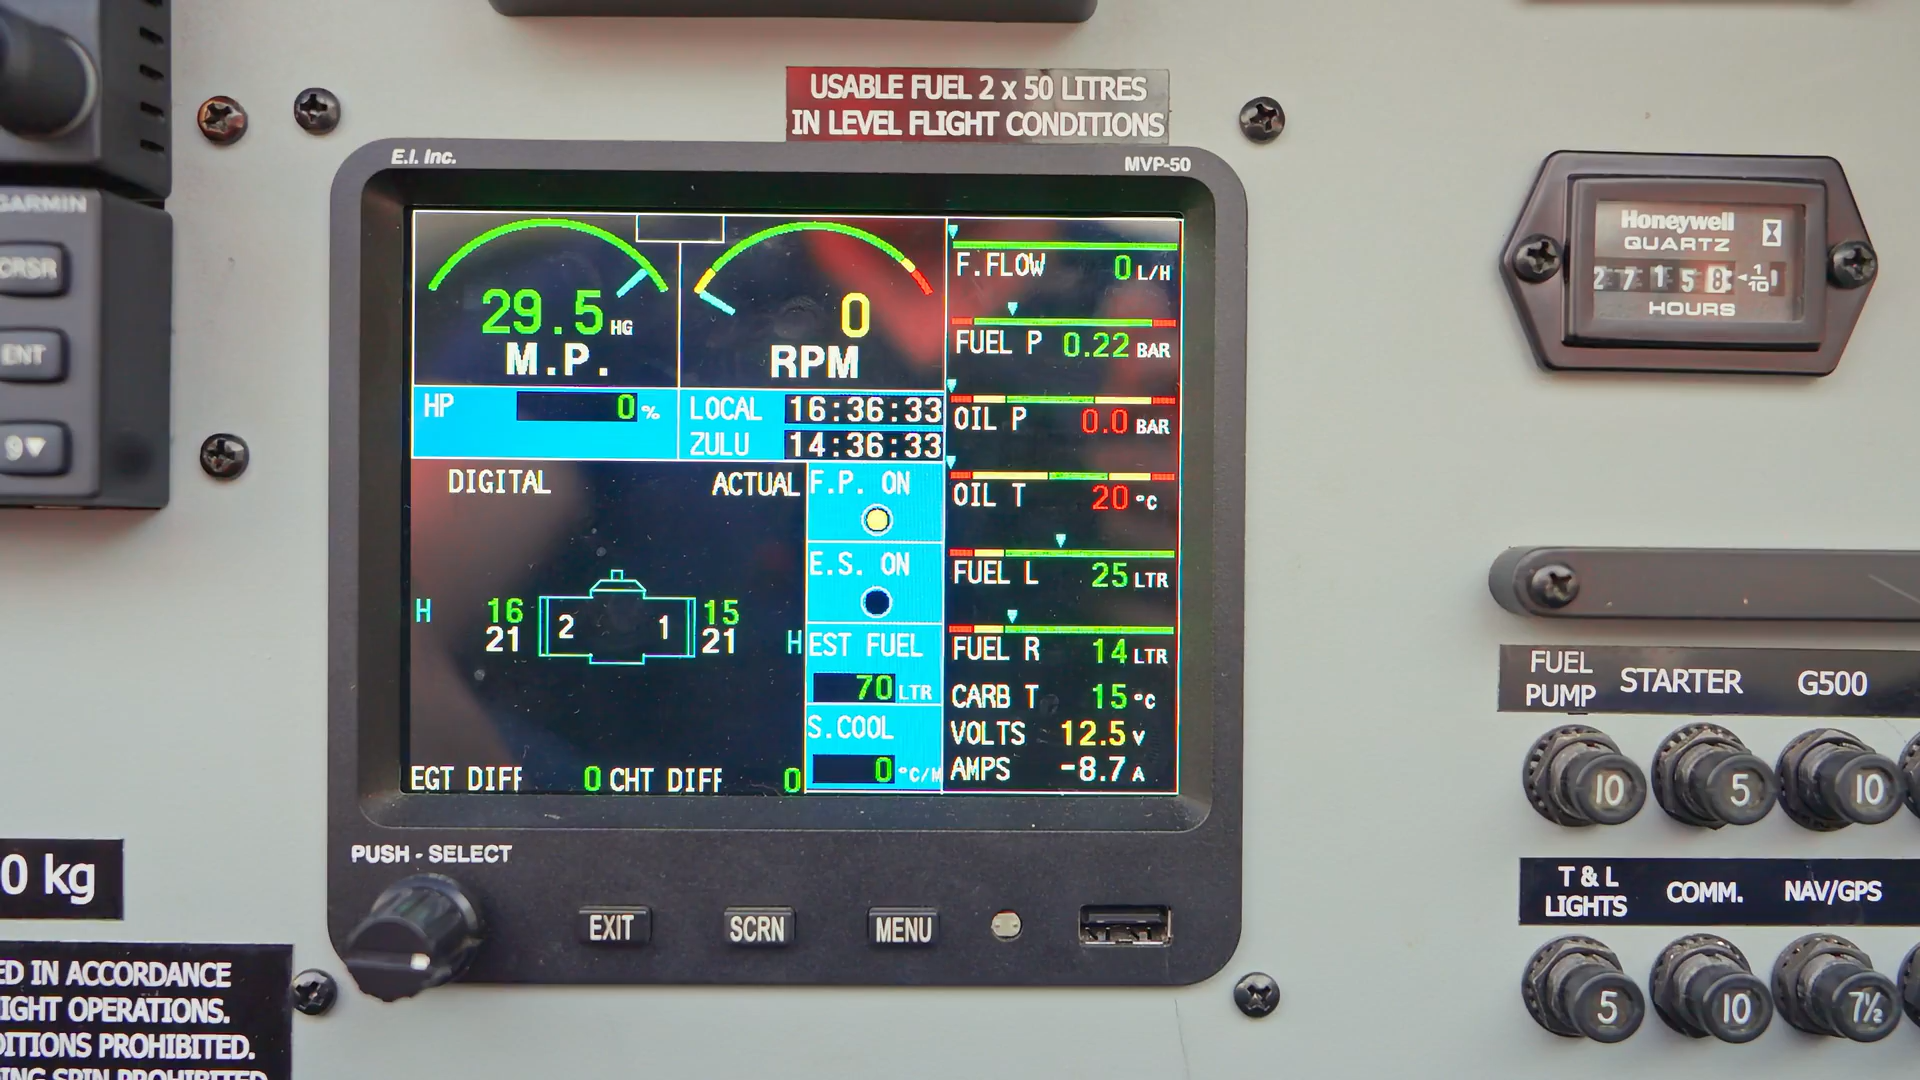 USABLE FUEL 2 x 50 LITRES
IN LEVEL FLIGHT CONDITIONS
E.I. Inc.
MVP-50
GARMIN
CRSR
ENT
9▼
29.5 HG
M.P.
0
RPM
HP 0 %
LOCAL 16:36:33
ZULU 14:36:33
F.FLOW 0 L/H
FUEL P 0.22 BAR
OIL P 0.0 BAR
OIL T 20 °C
FUEL L 25 LTR
FUEL R 14 LTR
CARB T 15 °C
VOLTS 12.5 V
AMPS -8.7 A
DIGITAL ACTUAL
H 16 15
21 2 1 21 H
EGT DIFF 0 CHT DIFF 0
F.P. ON
E.S. ON
EST FUEL
70 LTR
S.COOL
0 °C/M
PUSH - SELECT
EXIT SCRN MENU
Honeywell
QUARTZ
2 7 1 5 8 1/10
HOURS
FUEL PUMP STARTER G500
10 5 10
T & L LIGHTS COMM. NAV/GPS
5 10 7½
0 kg
ED IN ACCORDANCE
IGHT OPERATIONS.
DITIONS PROHIBITED.
ING SPIN PROHIBITED